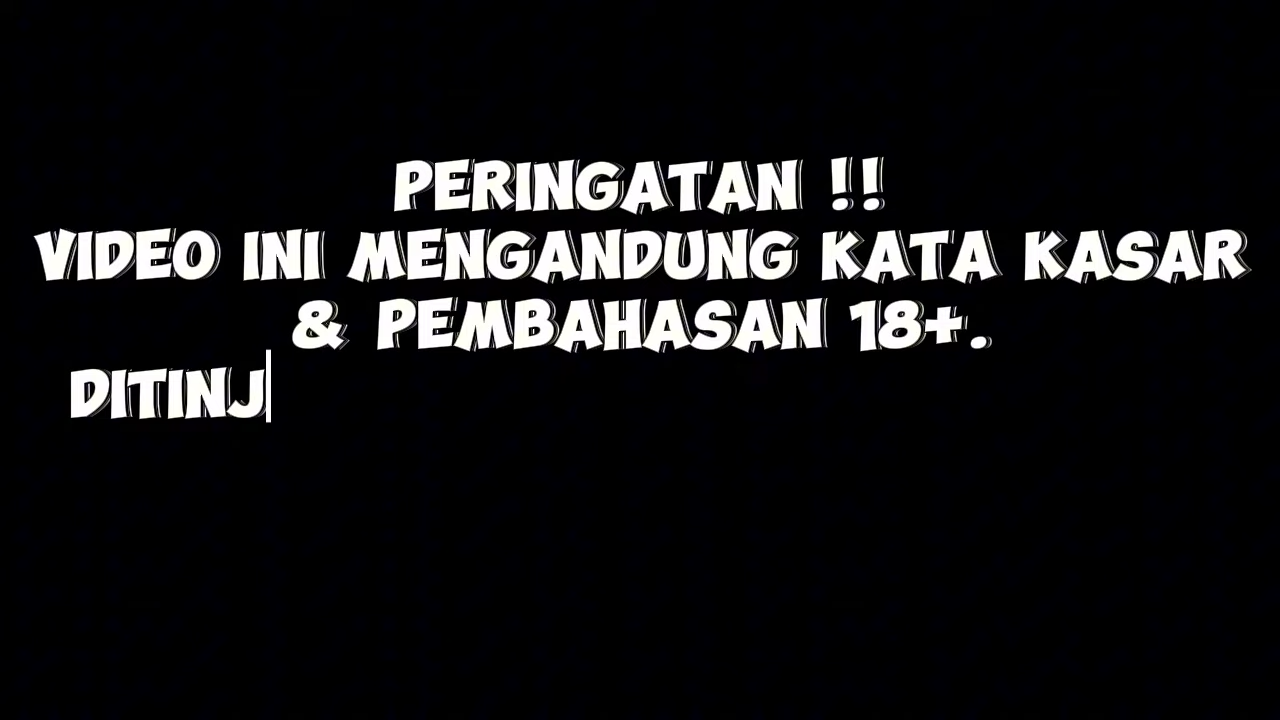 PERINGATAN !!
VIDEO INI MENGANDUNG KATA KASAR
& PEMBAHASAN 18+.
DITINJ